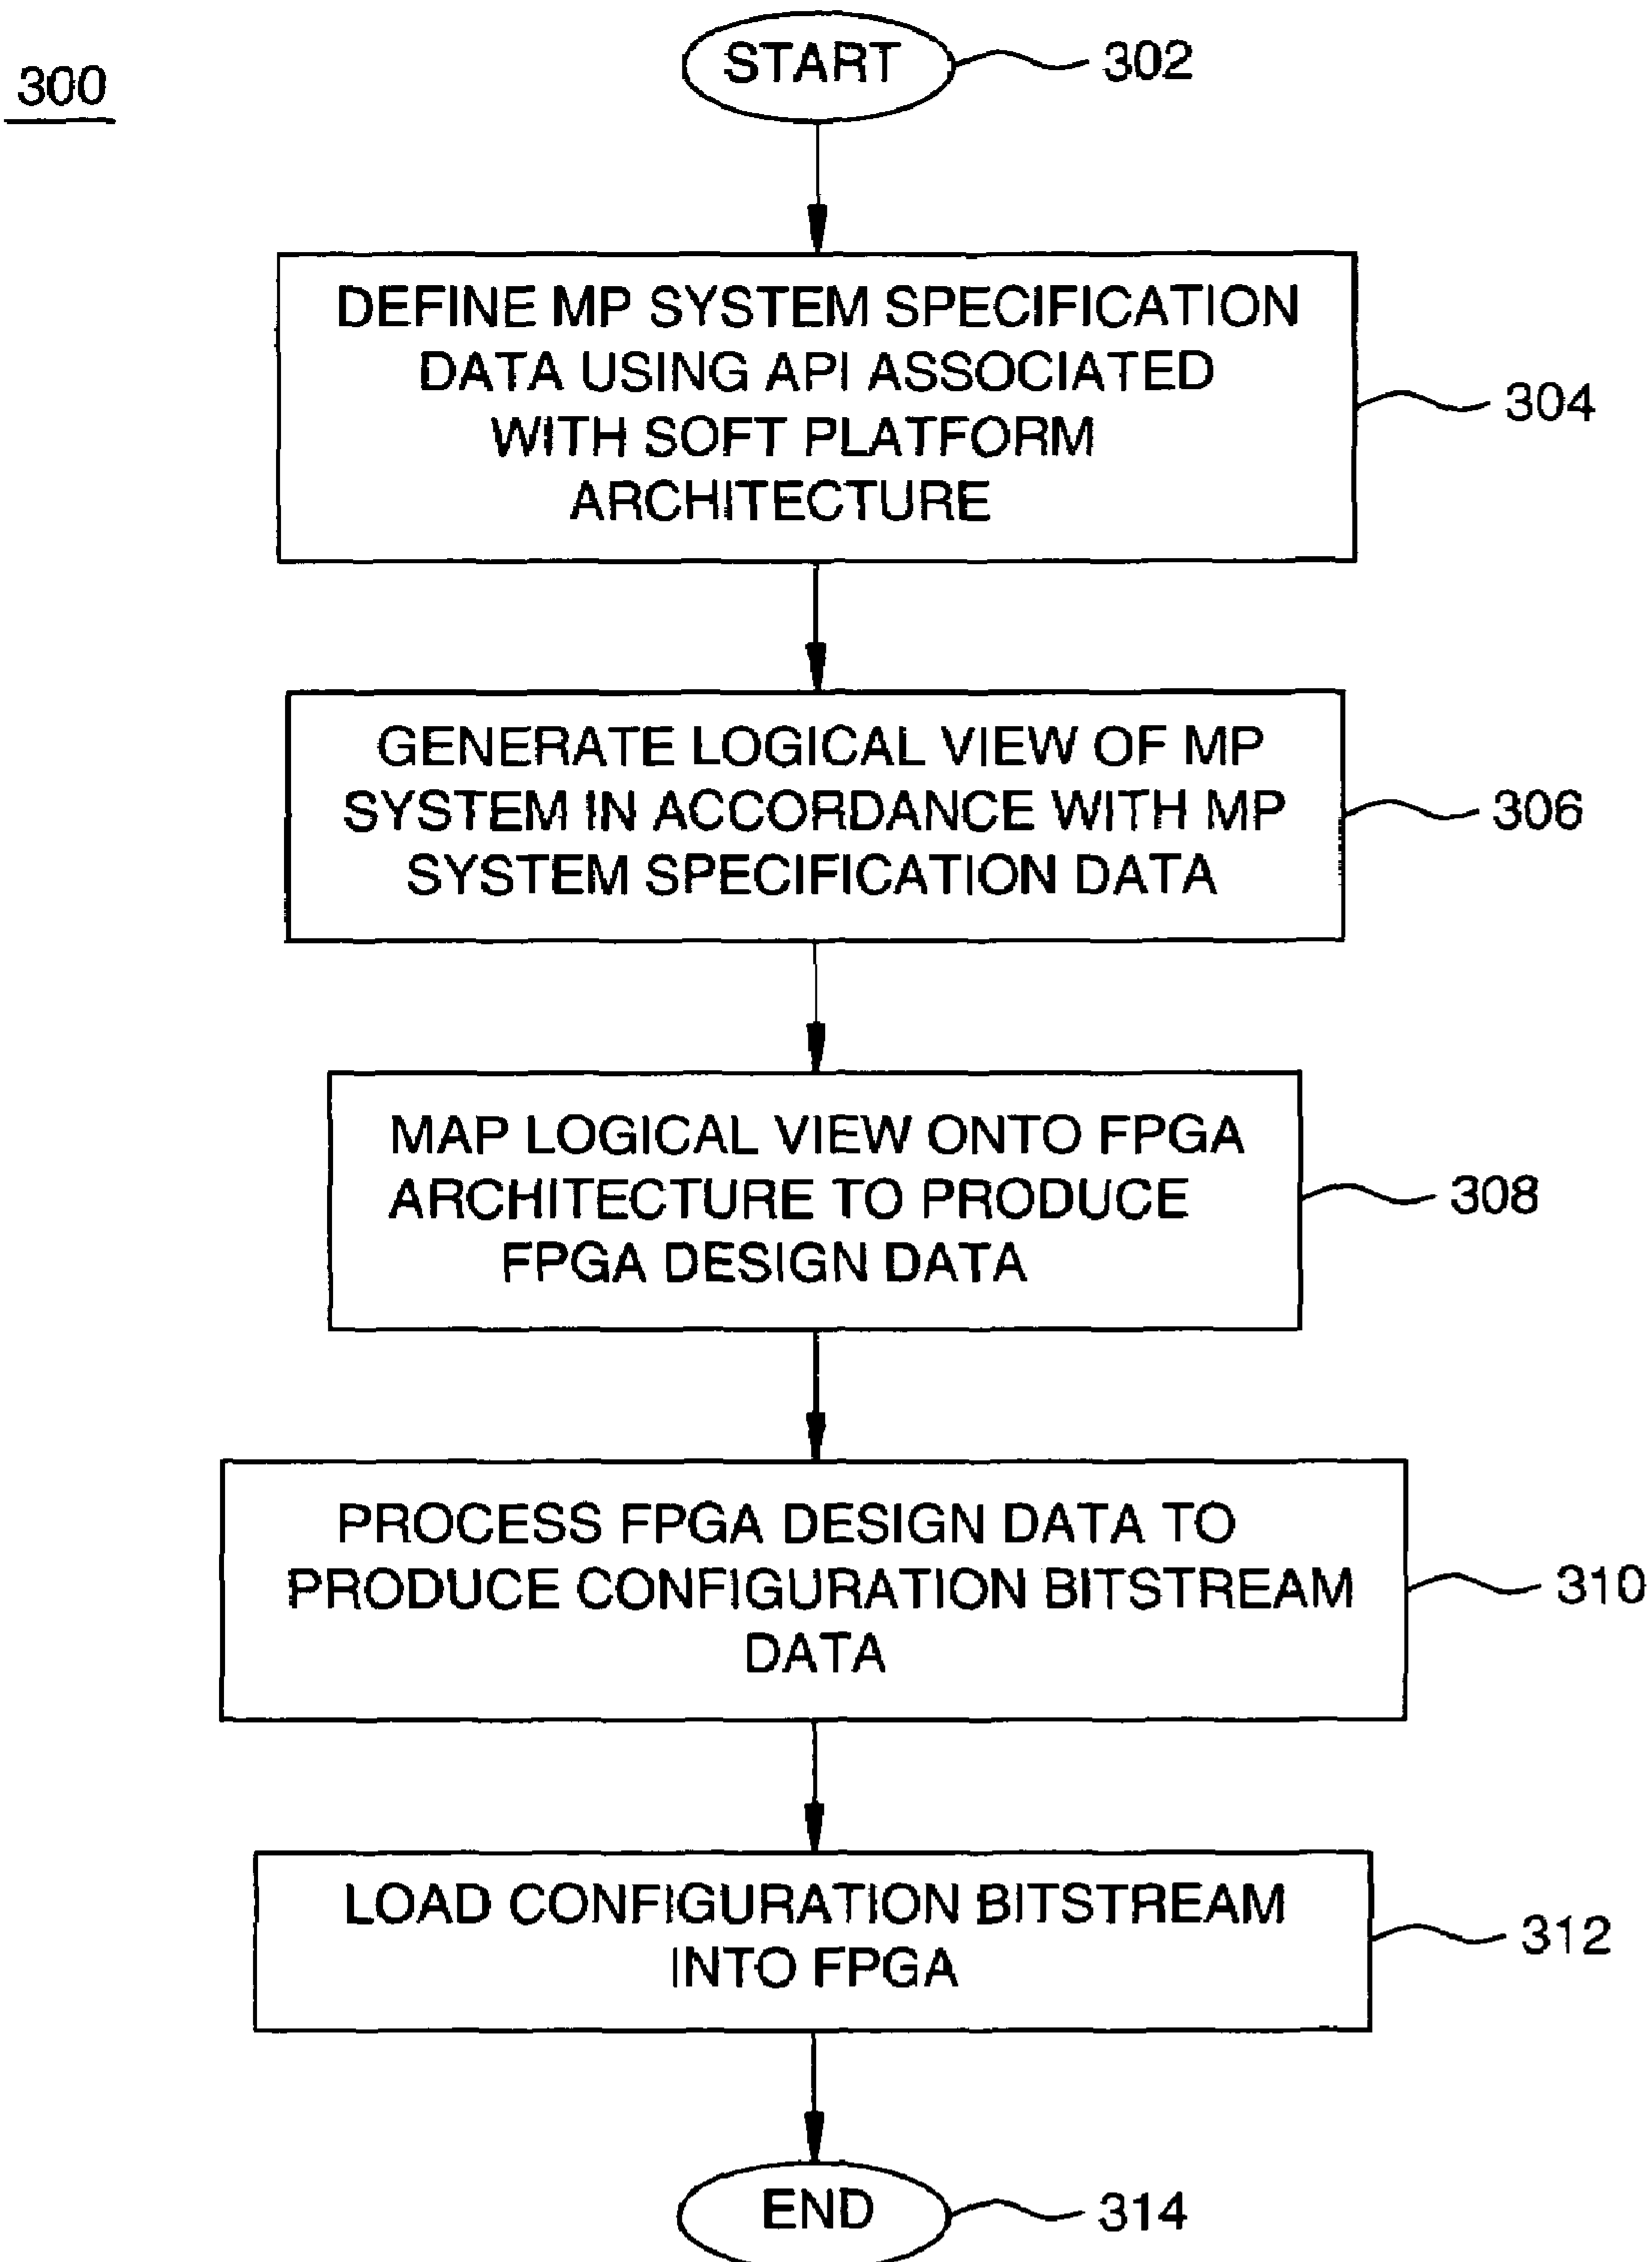 300
START
302
DEFINE MP SYSTEM SPECIFICATION
DATA USING API ASSOCIATED
WITH SOFT PLATFORM
ARCHITECTURE
304
GENERATE LOGICAL VIEW OF MP
SYSTEM IN ACCORDANCE WITH MP
SYSTEM SPECIFICATION DATA
306
MAP LOGICAL VIEW ONTO FPGA
ARCHITECTURE TO PRODUCE
FPGA DESIGN DATA
308
PROCESS FPGA DESIGN DATA TO
PRODUCE CONFIGURATION BITSTREAM
DATA
310
LOAD CONFIGURATION BITSTREAM
INTO FPGA
312
END
314